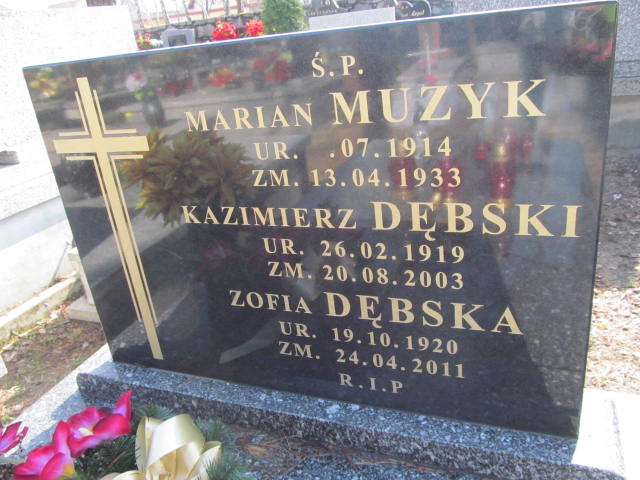 Ś.P.
MARIAN MUZYK
UR. .07.1914
ZM. 13.04.1933
KAZIMIERZ DĘBSKI
UR. 26.02.1919
ZM. 20.08.2003
ZOFIA DĘBSKA
UR. 19.10.1920
ZM. 24.04.2011
R.I.P